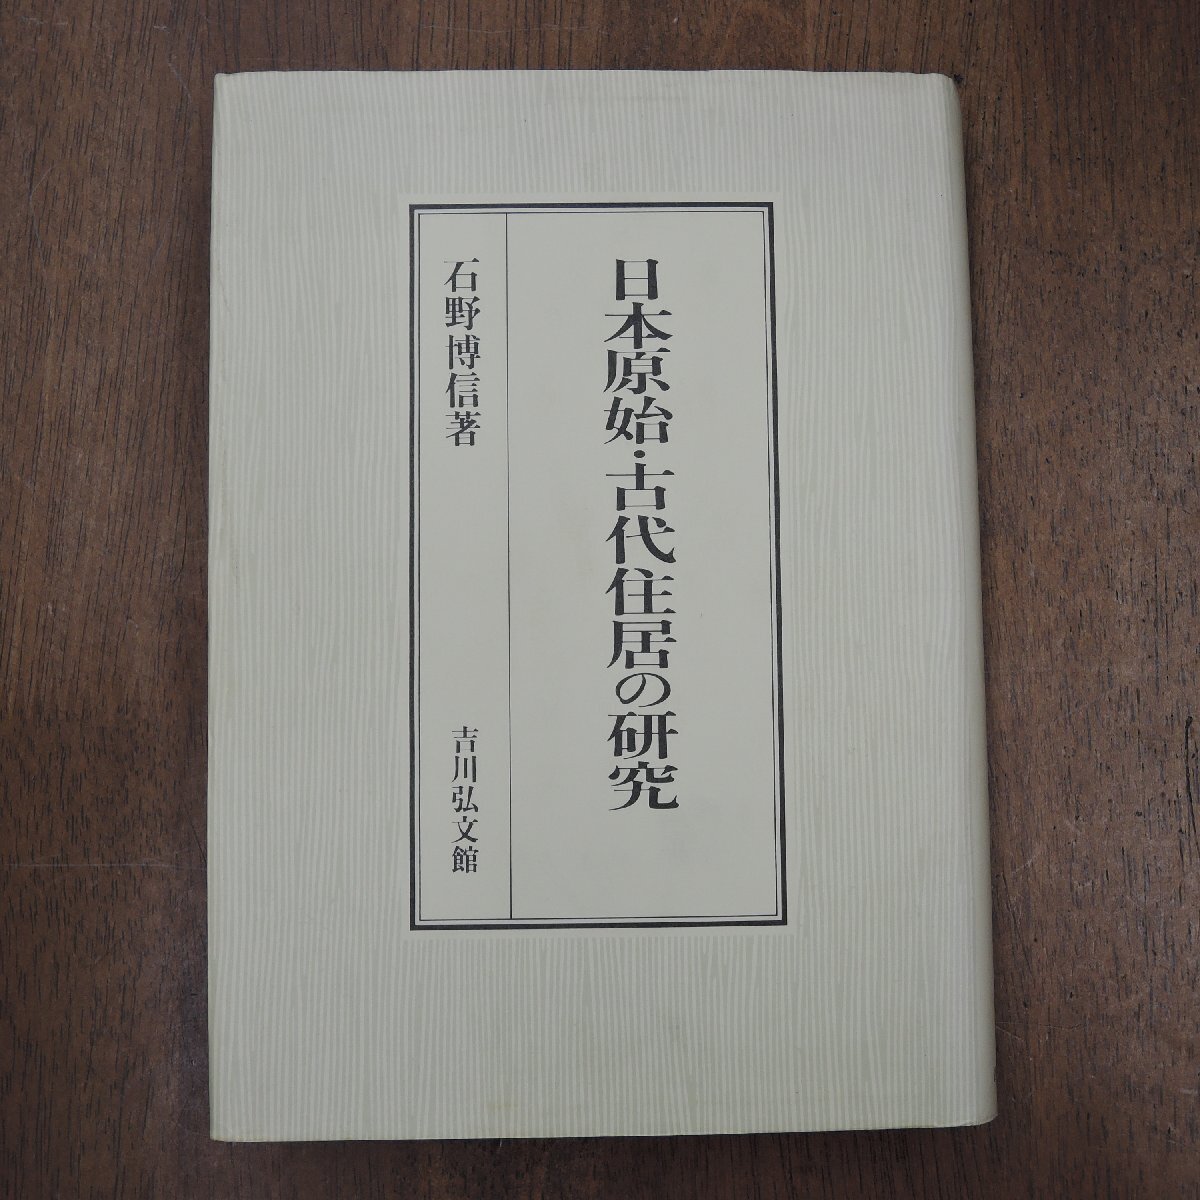 日本原始・古代住居の研究
石野博信著
吉川弘文館